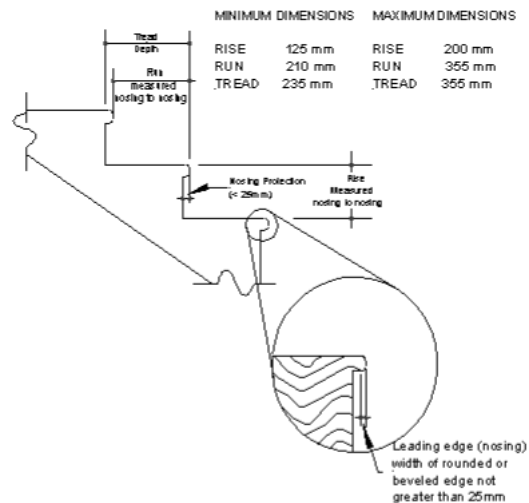 MINIMUM DIMENSIONS MAXIMUM DIMENSIONS
RISE 125 mm RISE 200 mm
RUN 210 mm RUN 355 mm
TREAD 235 mm TREAD 355 mm
Tread
Depth
Run
measured
nosing to nosing
Nosing Protection
(< 25mm)
Rise
Measured
nosing to nosing
Leading edge (nosing)
width of rounded or
beveled edge not
greater than 25mm